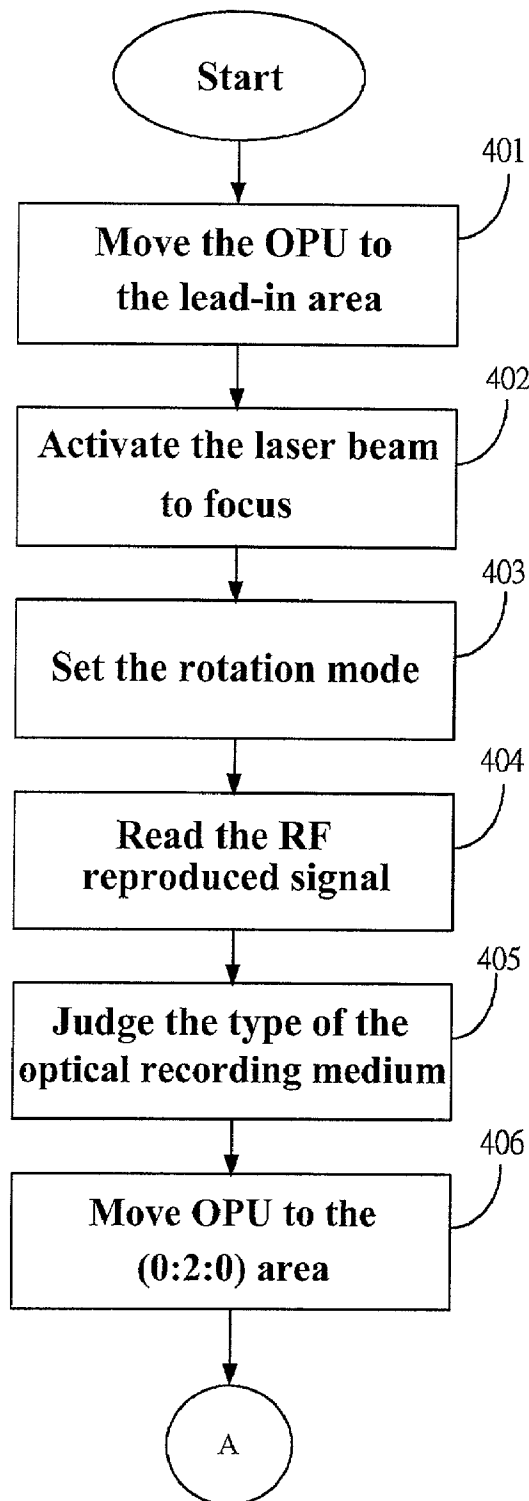 Start
401
Move the OPU to
the lead-in area
402
Activate the laser beam
to focus
403
Set the rotation mode
404
Read the RF
reproduced signal
405
Judge the type of the
optical recording medium
406
Move OPU to the
(0:2:0) area
A